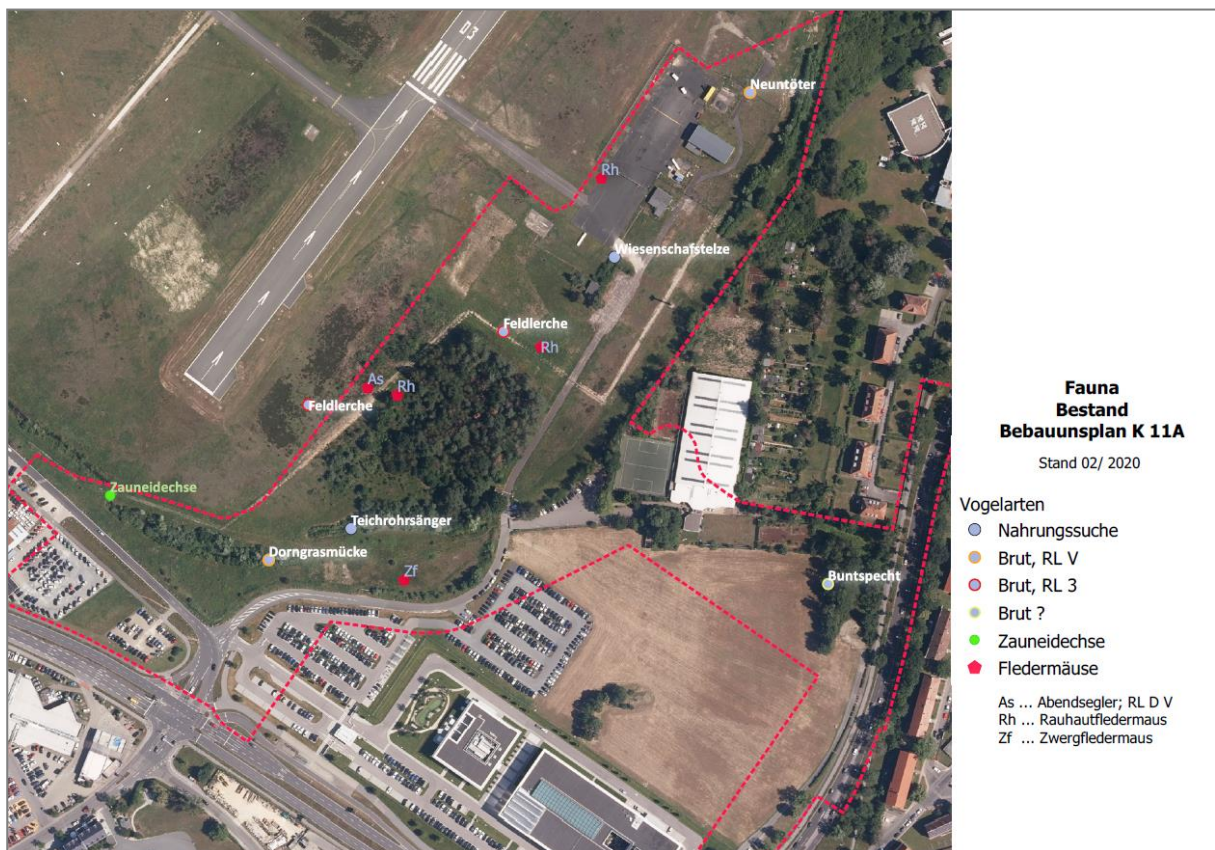 03
Neuntöter
Rh
Wiesenschafstelze
Feldlerche
Rh
As
Rh
Feldlerche
Zauneidechse
Teichrohrsänger
Dorngrasmücke
Zf
Buntspecht
Fauna
Bestand
Bebauunsplan K 11A
Stand 02/ 2020
Vogelarten
Nahrungssuche
Brut, RL V
Brut, RL 3
Brut ?
Zauneidechse
Fledermäuse
As ... Abendsegler; RL D V
Rh ... Rauhautfledermaus
Zf ... Zwergfledermaus